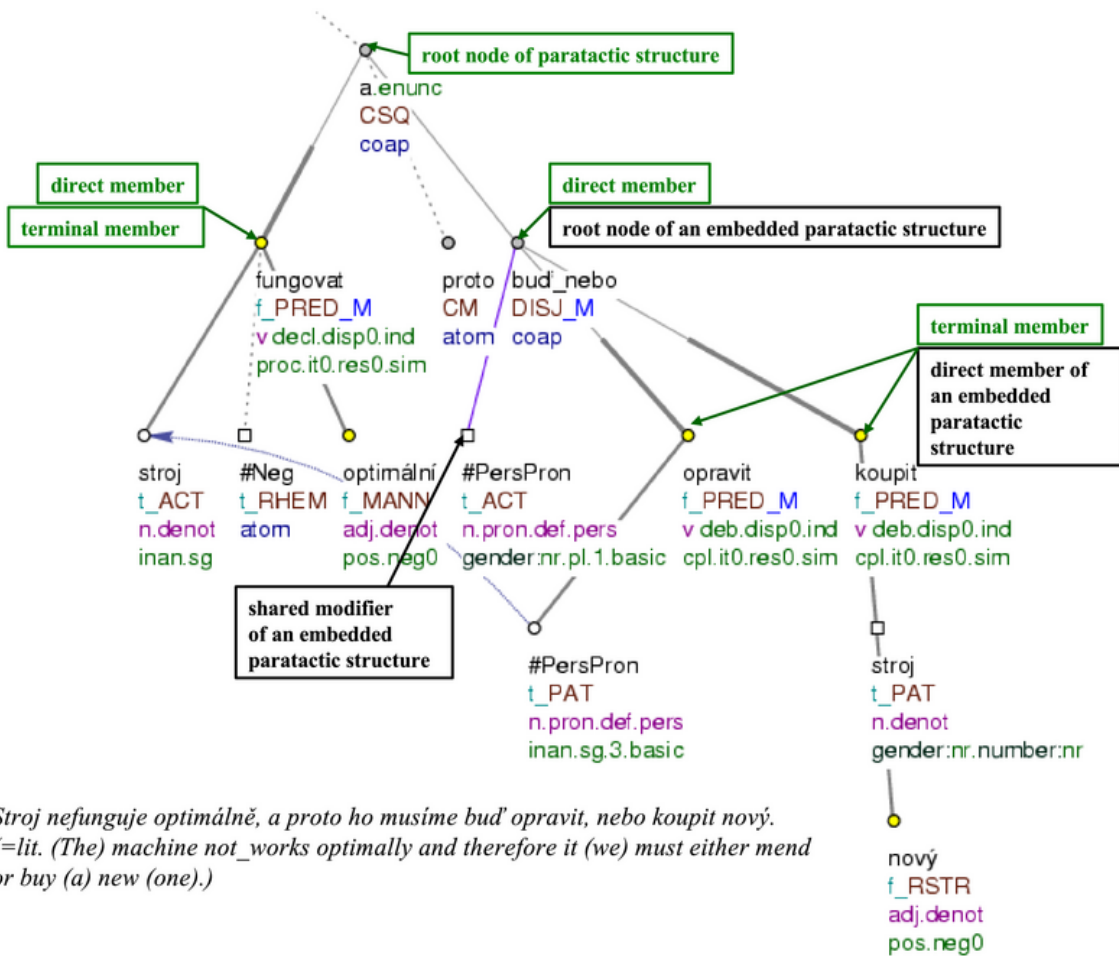 root node of paratactic structure
a.enunc
CSQ
coap
direct member
terminal member
direct member
root node of an embedded paratactic structure
fungovat
f_PRED_M
v decl.disp0.ind
proc.it0.res0.sim
proto
CM
atom
buď_nebo
DISJ_M
coap
terminal member
direct member of
an embedded
paratactic
structure
stroj
t_ACT
n.denot
inan.sg
#Neg
t_RHEM
atom
optimální
f_MANN
adj.denot
pos.neg0
#PersPron
t_ACT
n.pron.def.pers
gender:nr.pl.1.basic
opravit
f_PRED_M
v deb.disp0.ind
cpl.it0.res0.sim
koupit
f_PRED_M
v deb.disp0.ind
cpl.it0.res0.sim
shared modifier
of an embedded
paratactic structure
#PersPron
t_PAT
n.pron.def.pers
inan.sg.3.basic
stroj
t_PAT
n.denot
gender:nr.number:nr
nový
f_RSTR
adj.denot
pos.neg0
Stroj nefunguje optimálně, a proto ho musíme buď opravit, nebo koupit nový.
(=lit. (The) machine not_works optimally and therefore it (we) must either mend
or buy (a) new (one).)